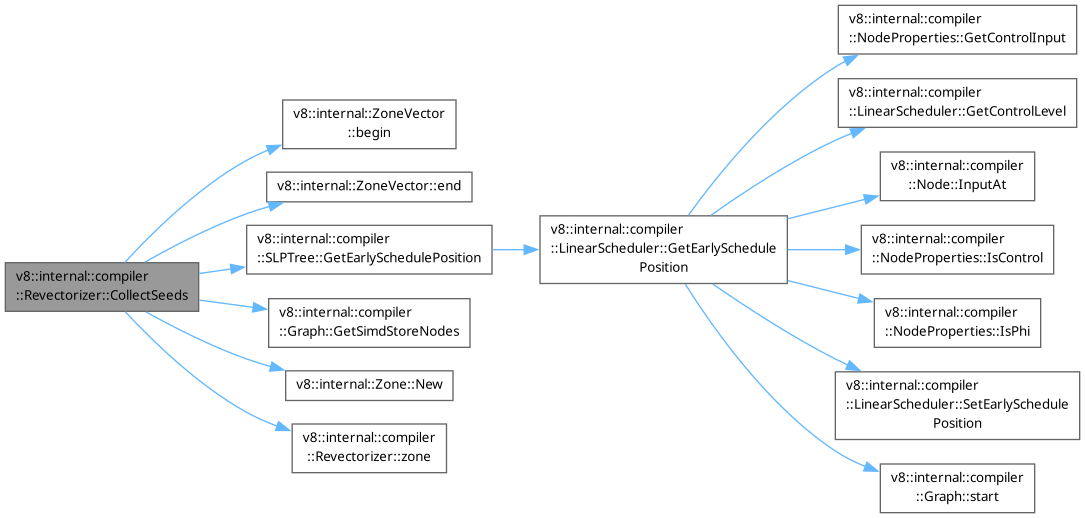 v8::internal::compiler
::Revectorizer::CollectSeeds
v8::internal::ZoneVector
::begin
v8::internal::ZoneVector::end
v8::internal::compiler
::SLPTree::GetEarlySchedulePosition
v8::internal::compiler
::Graph::GetSimdStoreNodes
v8::internal::Zone::New
v8::internal::compiler
::Revectorizer::zone
v8::internal::compiler
::LinearScheduler::GetEarlySchedule
Position
v8::internal::compiler
::NodeProperties::GetControlInput
v8::internal::compiler
::LinearScheduler::GetControlLevel
v8::internal::compiler
::Node::InputAt
v8::internal::compiler
::NodeProperties::IsControl
v8::internal::compiler
::NodeProperties::IsPhi
v8::internal::compiler
::LinearScheduler::SetEarlySchedule
Position
v8::internal::compiler
::Graph::start